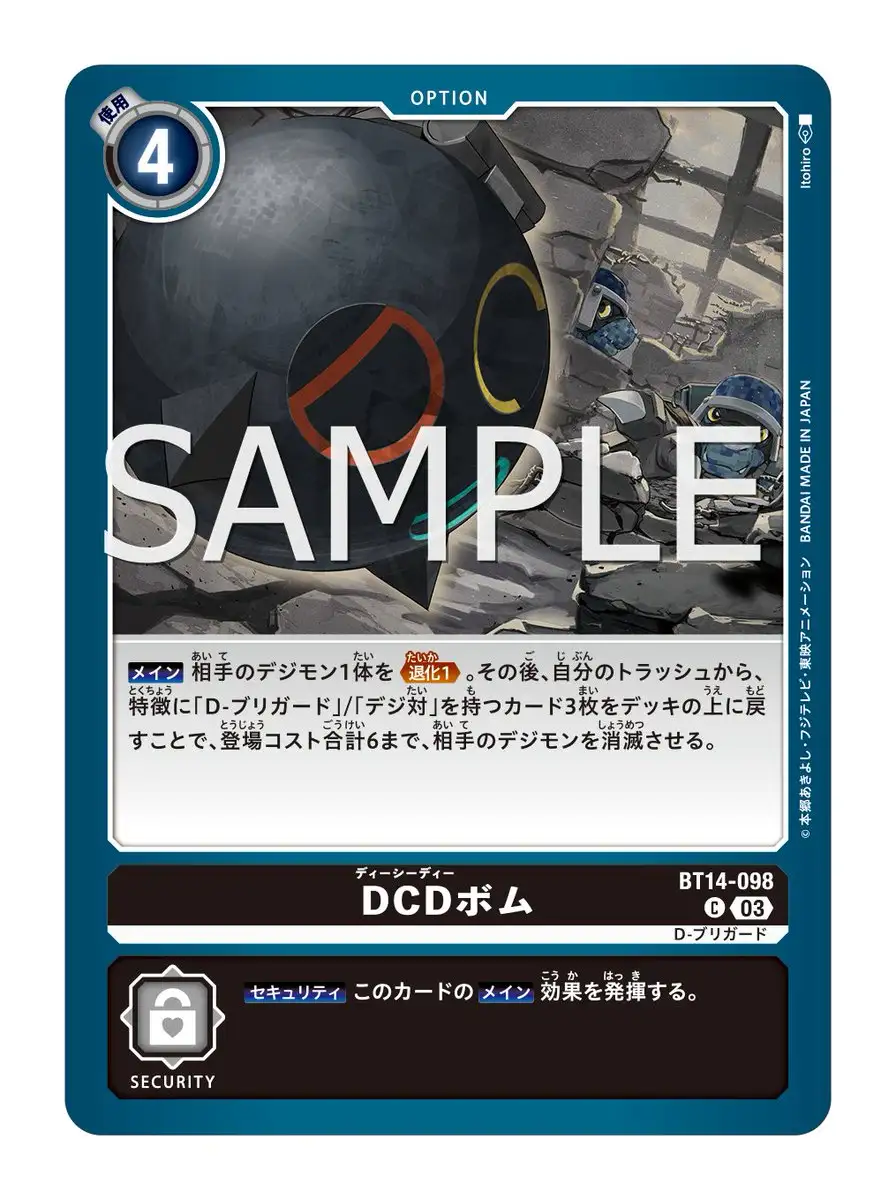 OPTION
使用
4
Itohiro
SAMPLE
BANDAI MADE IN JAPAN
©本郷あきよし・フジテレビ・東映アニメーション
メイン 相手のデジモン1体を 退化1 。その後、自分のトラッシュから、
特徴に「D-ブリガード」/「デジ対」を持つカード3枚をデッキの上に戻
すことで、登場コスト合計6まで、相手のデジモンを消滅させる。
ディーシーディー
DCDボム
BT14-098
C 03
D-ブリガード
セキュリティ このカードの メイン 効果を発揮する。
SECURITY